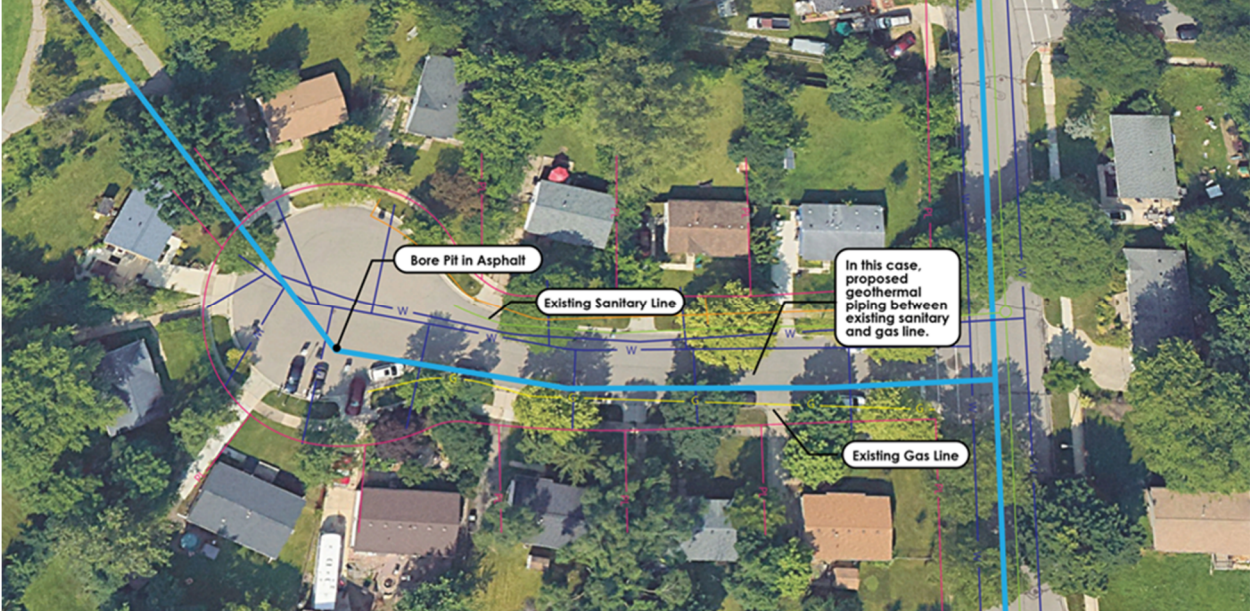 Bore Pit in Asphalt
Existing Sanitary Line
In this case,
proposed
geothermal
piping between
existing sanitary
and gas line.
Existing Gas Line
W
W
W
W